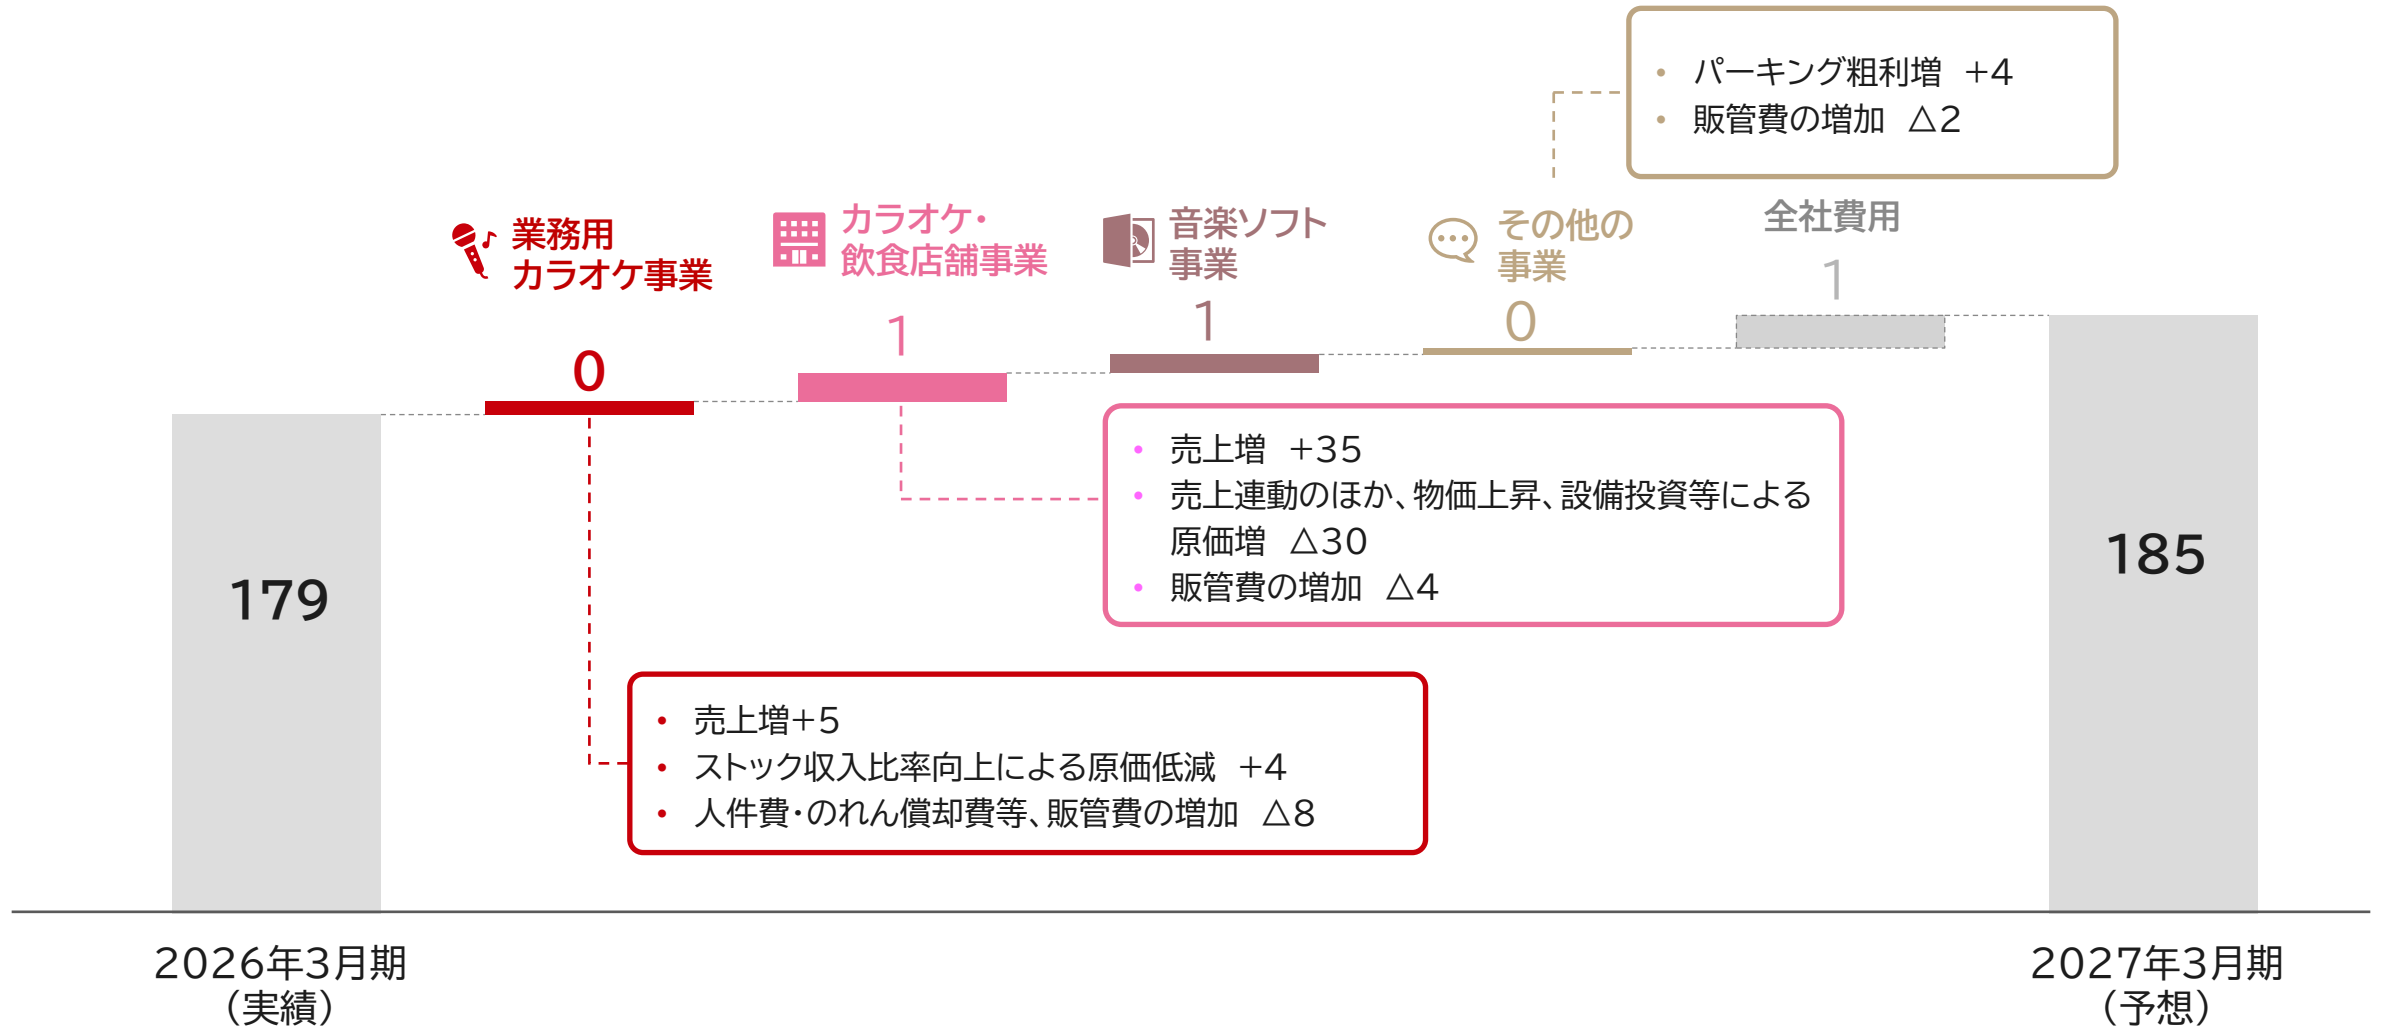 パーキング粗利増 +4
販管費の増加 △2
業務用
カラオケ事業
0
カラオケ・
飲食店舗事業
1
音楽ソフト
事業
1
その他の
事業
0
全社費用
1
売上増 +35
売上連動のほか、物価上昇、設備投資等による
原価増 △30
販管費の増加 △4
179
185
売上増+5
ストック収入比率向上による原価低減 +4
人件費・のれん償却費等、販管費の増加 △8
2026年3月期
（実績）
2027年3月期
（予想）